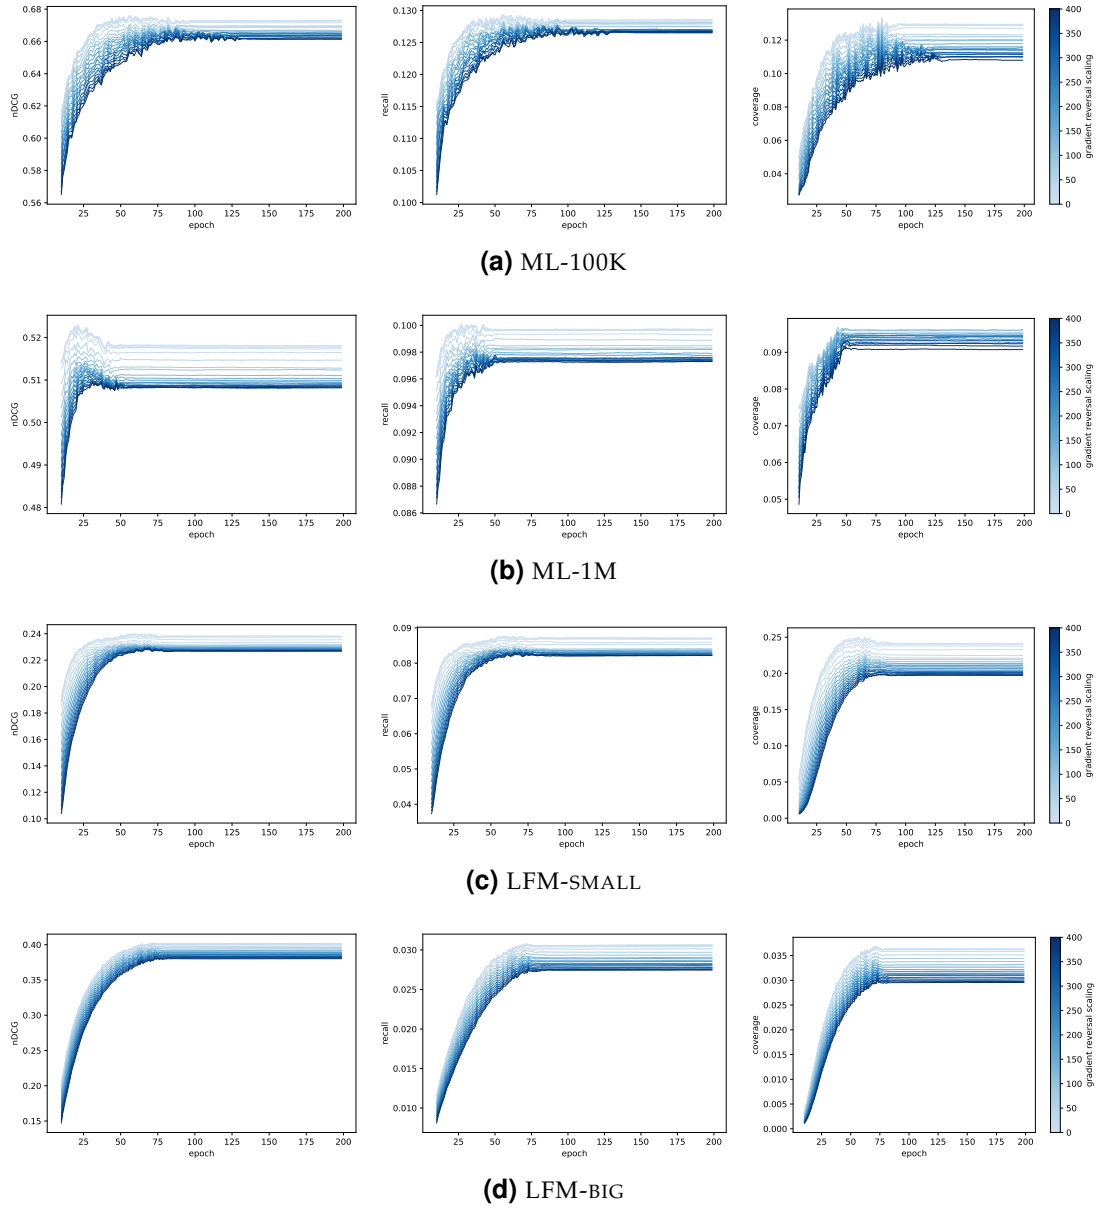 0.68
0.66
0.64
0.62
0.60
0.58
0.56
nDCG
25 50 75 100 125 150 175 200
epoch
0.130
0.125
0.120
0.115
0.110
0.105
0.100
recall
25 50 75 100 125 150 175 200
epoch
0.12
0.10
0.08
0.06
0.04
coverage
25 50 75 100 125 150 175 200
epoch
400
350
300
250
200
150
100
50
0
gradient reversal scaling
(a) ML-100K
0.52
0.51
0.50
0.49
0.48
nDCG
25 50 75 100 125 150 175 200
epoch
0.100
0.098
0.096
0.094
0.092
0.090
0.088
0.086
recall
25 50 75 100 125 150 175 200
epoch
0.09
0.08
0.07
0.06
0.05
coverage
25 50 75 100 125 150 175 200
epoch
400
350
300
250
200
150
100
50
0
gradient reversal scaling
(b) ML-1M
0.24
0.22
0.20
0.18
0.16
0.14
0.12
0.10
nDCG
25 50 75 100 125 150 175 200
epoch
0.09
0.08
0.07
0.06
0.05
0.04
recall
25 50 75 100 125 150 175 200
epoch
0.25
0.20
0.15
0.10
0.05
0.00
coverage
25 50 75 100 125 150 175 200
epoch
400
350
300
250
200
150
100
50
0
gradient reversal scaling
(c) LFM-SMALL
0.40
0.35
0.30
0.25
0.20
0.15
nDCG
25 50 75 100 125 150 175 200
epoch
0.030
0.025
0.020
0.015
0.010
recall
25 50 75 100 125 150 175 200
epoch
0.035
0.030
0.025
0.020
0.015
0.010
0.005
0.000
coverage
25 50 75 100 125 150 175 200
epoch
400
350
300
250
200
150
100
50
0
gradient reversal scaling
(d) LFM-BIG